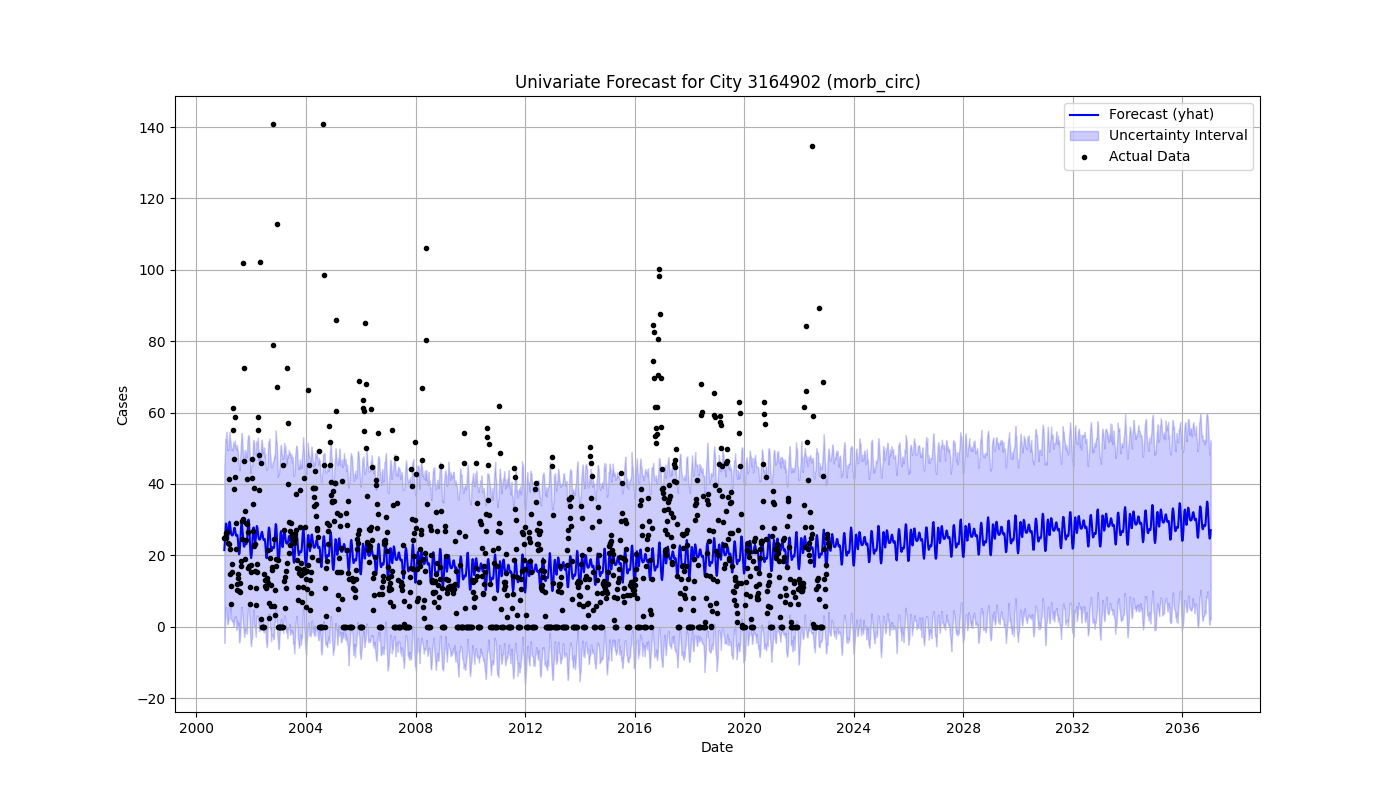 Univariate Forecast for City 3164902 (morb_circ)
Forecast (yhat)
Uncertainty Interval
Actual Data
Cases
140
120
100
80
60
40
20
0
−20
2000 2004 2008 2012 2016 2020 2024 2028 2032 2036
Date